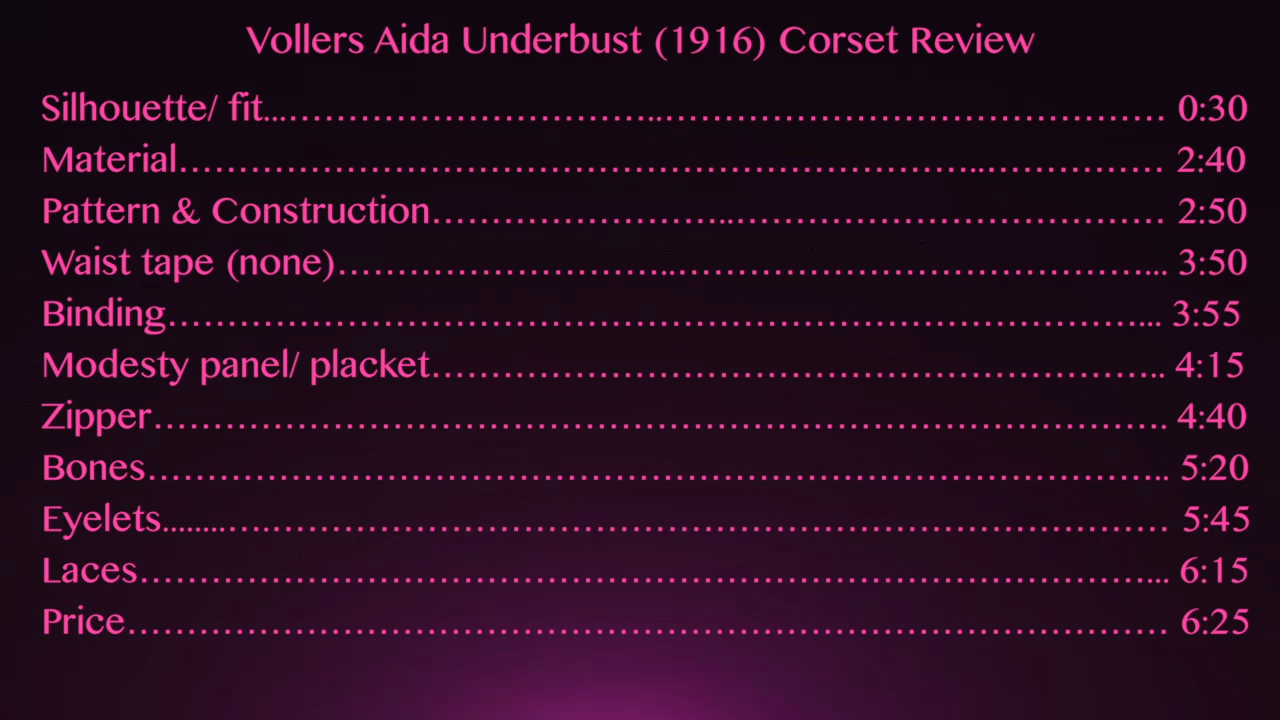 Vollers Aida Underbust (1916) Corset Review
Silhouette/ fit...……………………………...……………………………………… 0:30
Material……………………………………………………………………...……………… 2:40
Pattern & Construction………………………...………………………………… 2:50
Waist tape (none)……………………………...……………………………………... 3:50
Binding……………………………………………………………………………………... 3:55
Modesty panel/ placket…………………………………………………………….. 4:15
Zipper………………………………………………………………………………………. 4:40
Bones……………………………………………………………………………………….. 5:20
Eyelets........………………………………………………………………………………… 5:45
Laces………………………………………………………………………………………... 6:15
Price………………………………………………………………………………………… 6:25